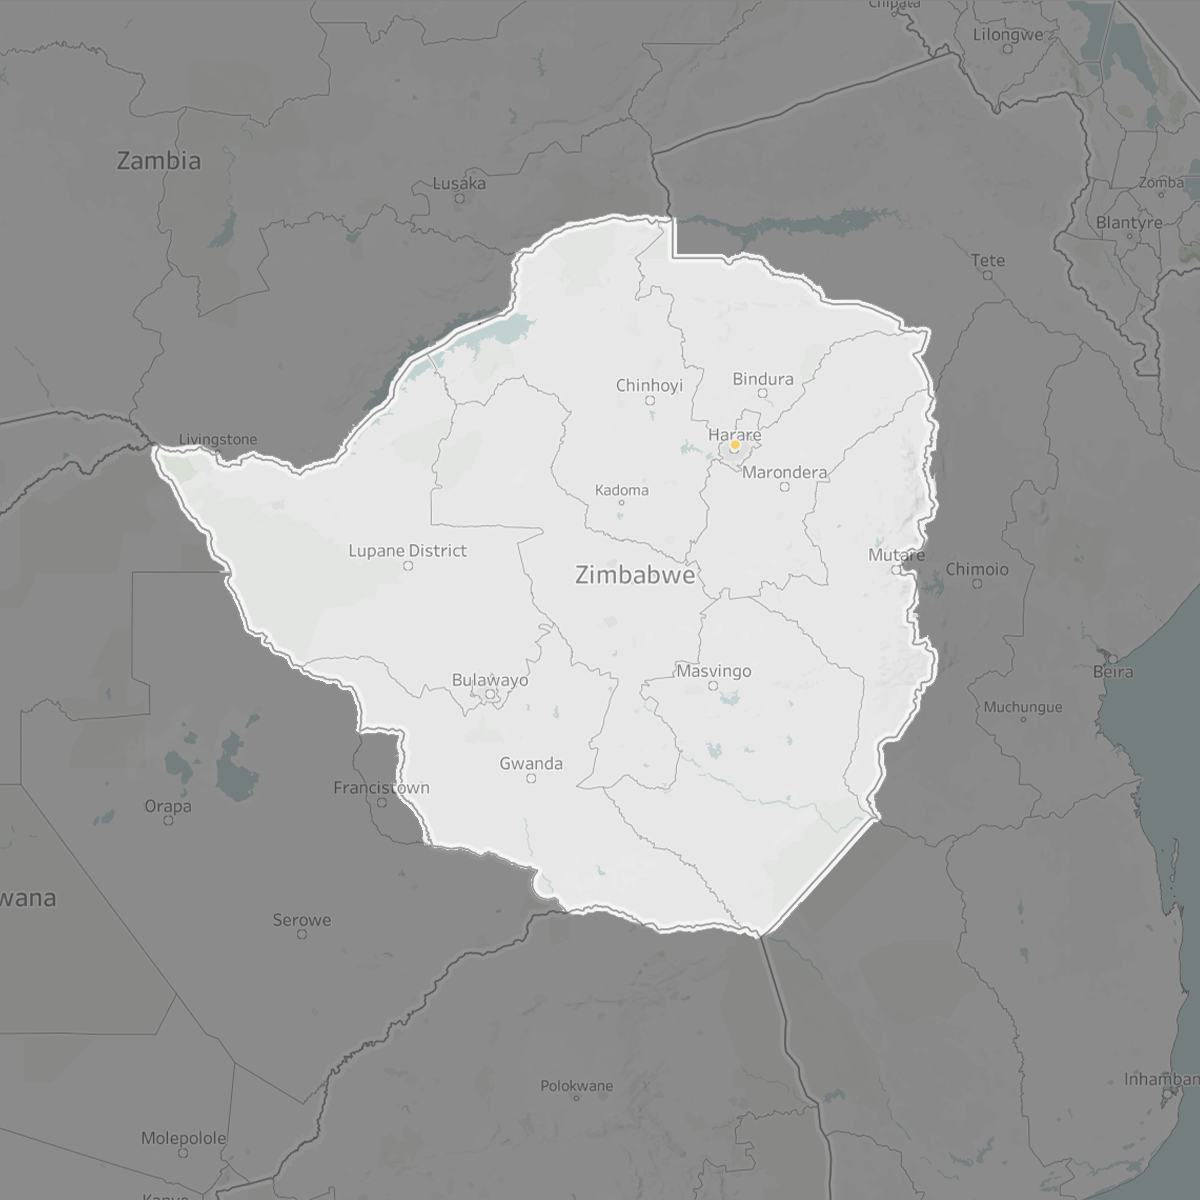 Chipata
Lilongwe
Zambia
Lusaka
Zomba
Blantyre
Tete
Chinhoyi
Bindura
Livingstone
Harare
Marondera
Kadoma
Lupane District
Mutare
Zimbabwe
Chimoio
Masvingo
Beira
Bulawayo
Muchungue
Gwanda
Francistown
Orapa
wana
Serowe
Inhamban
Polokwane
Molepolole
Kanye